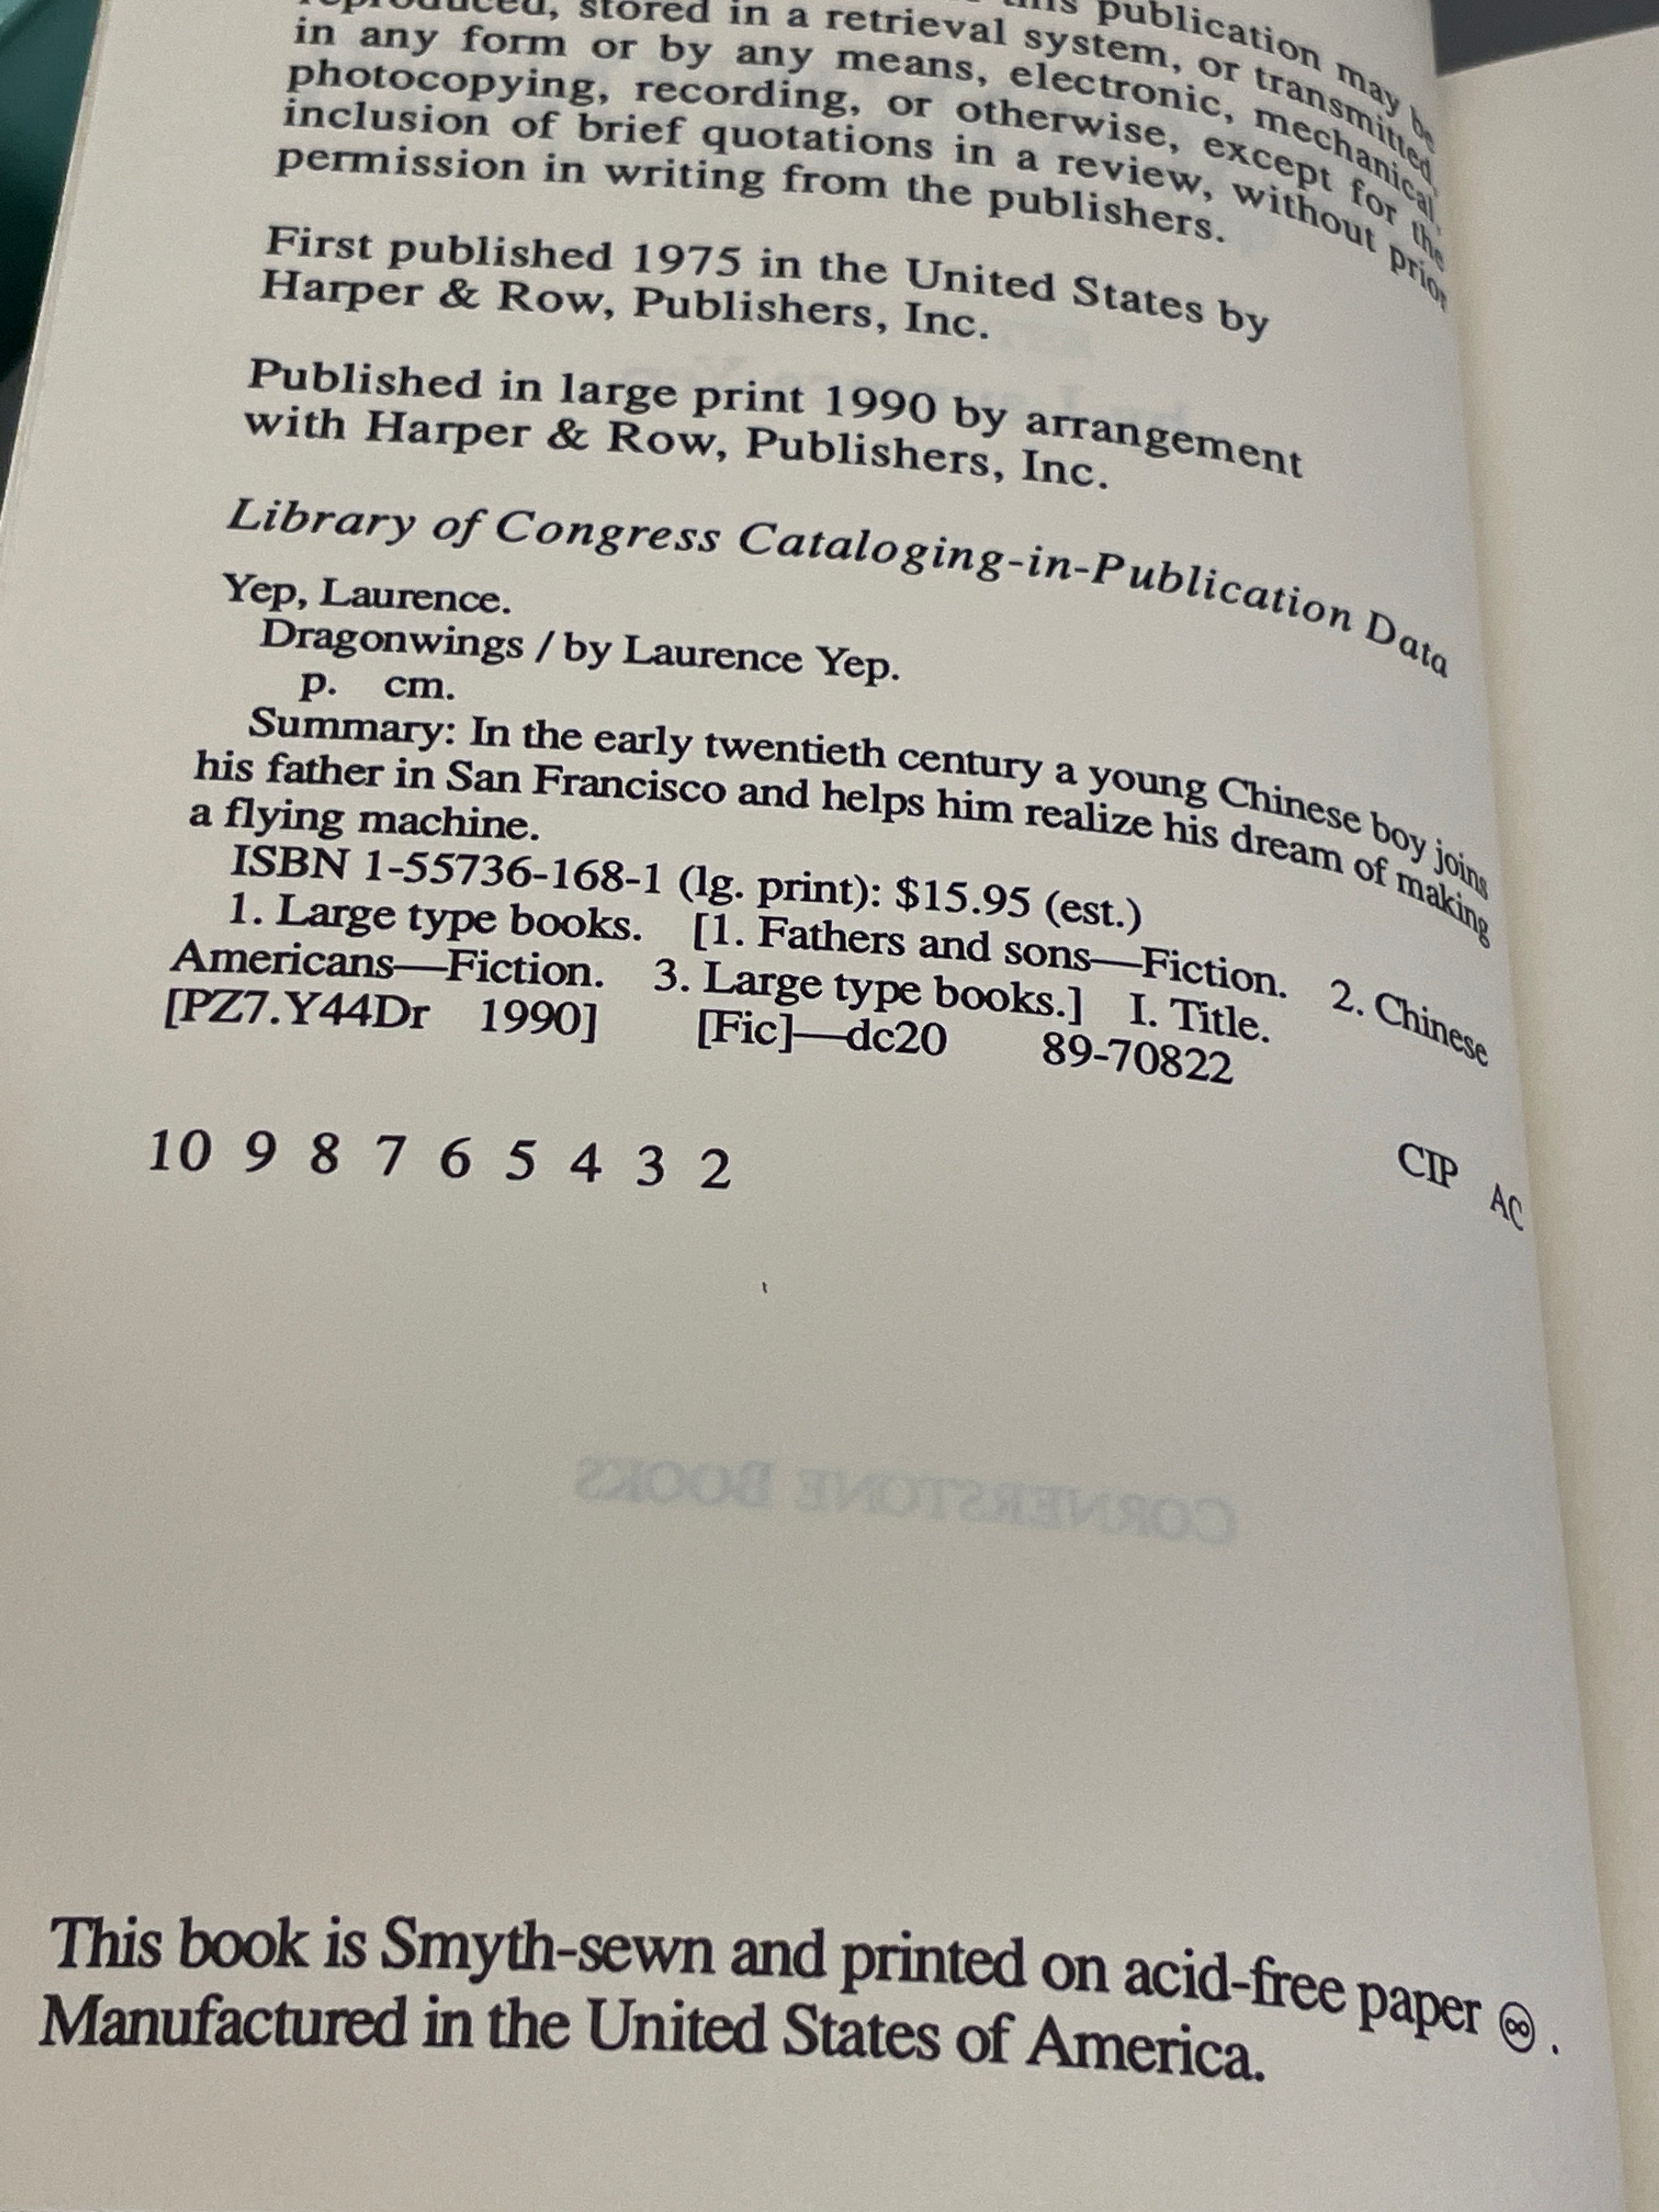 this publication may be
reproduced, stored in a retrieval system, or transmitted,
in any form or by any means, electronic, mechanical,
photocopying, recording, or otherwise, except for the
inclusion of brief quotations in a review, without prior
permission in writing from the publishers.
First published 1975 in the United States by
Harper & Row, Publishers, Inc.
Published in large print 1990 by arrangement
with Harper & Row, Publishers, Inc.
Library of Congress Cataloging-in-Publication Data
Yep, Laurence.
Dragonwings / by Laurence Yep.
p. cm.
Summary: In the early twentieth century a young Chinese boy joins
his father in San Francisco and helps him realize his dream of making
a flying machine.
ISBN 1-55736-168-1 (lg. print): $15.95 (est.)
1. Large type books. [1. Fathers and sons—Fiction. 2. Chinese
Americans—Fiction. 3. Large type books.] I. Title.
[PZ7.Y44Dr 1990] [Fic]—dc20 89-70822
CIP AC
10 9 8 7 6 5 4 3 2
CORNERSTONE BOOKS
This book is Smyth-sewn and printed on acid-free paper ♾.
Manufactured in the United States of America.